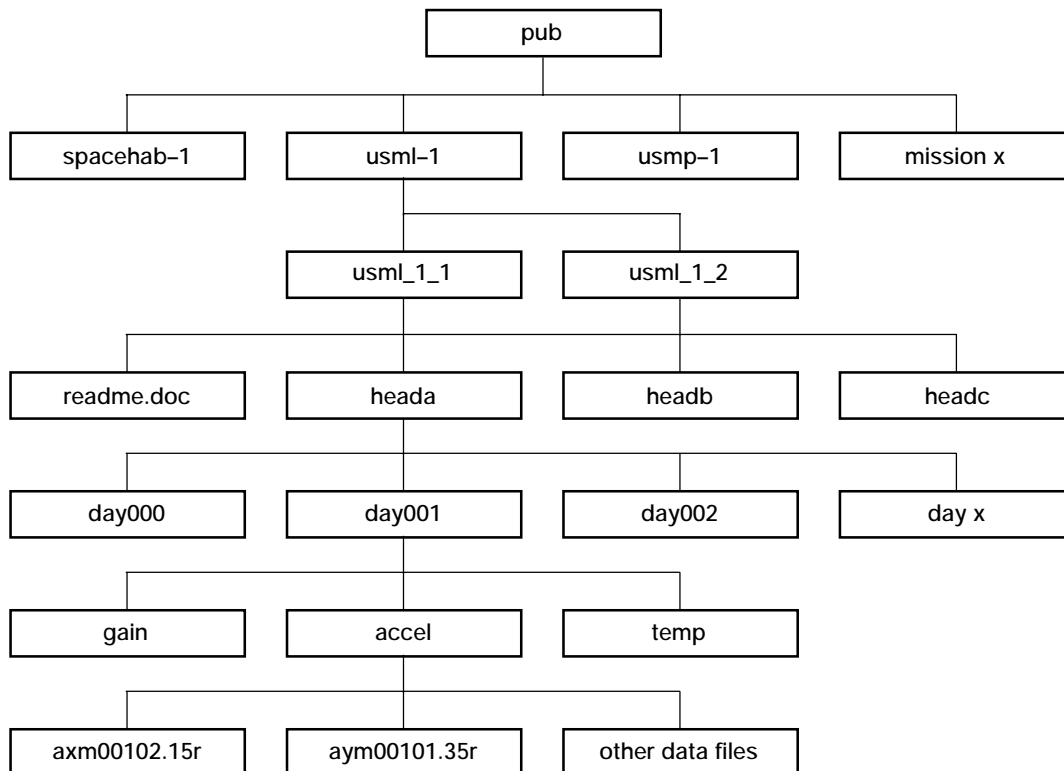 pub
spacehab–1
usml–1
usmp–1
mission x
usml_1_1
usml_1_2
readme.doc
heada
headb
headc
day000
day001
day002
day x
gain
accel
temp
axm00102.15r
aym00101.35r
other data files